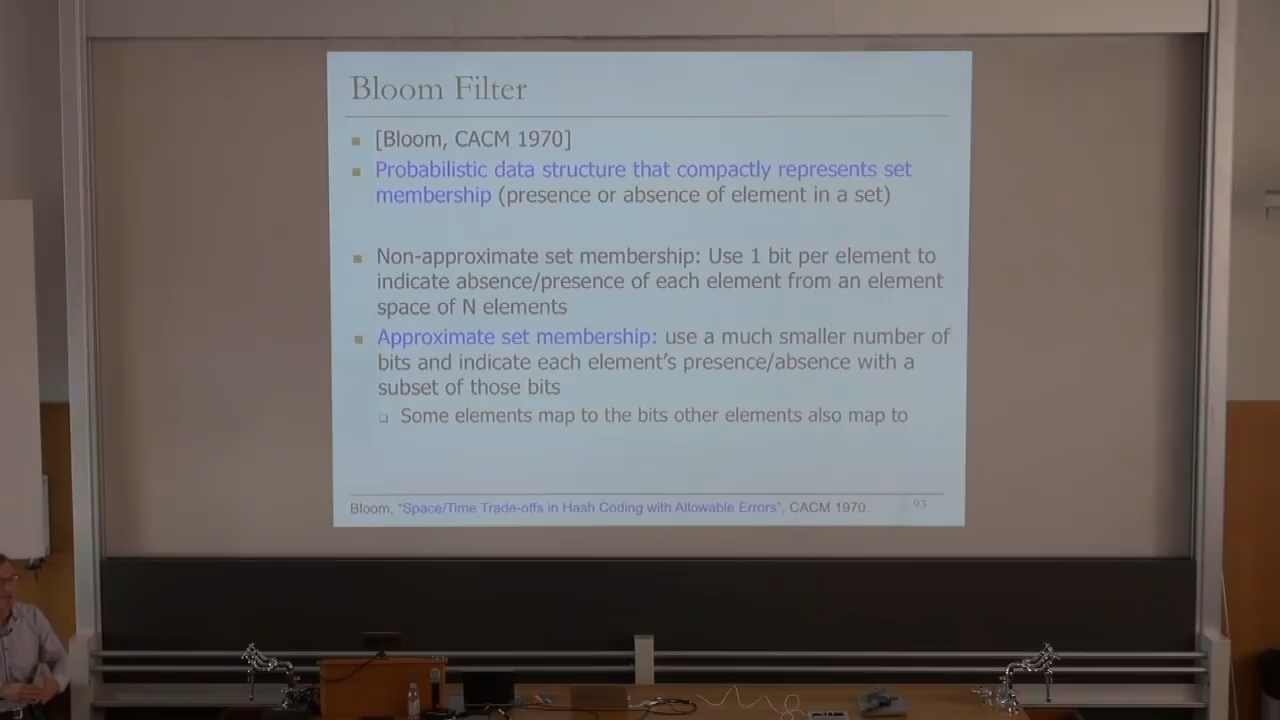 Bloom Filter
[Bloom, CACM 1970]
Probabilistic data structure that compactly represents set
membership (presence or absence of element in a set)
Non-approximate set membership: Use 1 bit per element to
indicate absence/presence of each element from an element
space of N elements
Approximate set membership: use a much smaller number of
bits and indicate each element's presence/absence with a
subset of those bits
Some elements map to the bits other elements also map to
Bloom, "Space/Time Trade-offs in Hash Coding with Allowable Errors", CACM 1970.
93